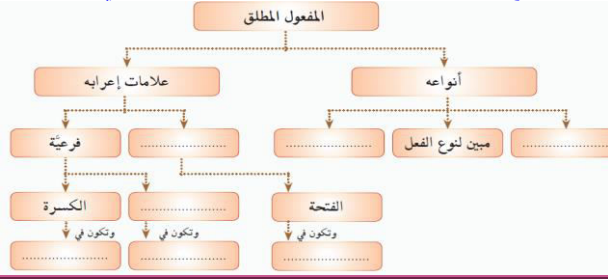 المفعول المطلق
أنواعه
علامات إعرابه
....................
مبين لنوع الفعل
....................
....................
فرعيَّة
الفتحة
....................
الكسرة
وتكون في
وتكون في
وتكون في
....................
....................
....................